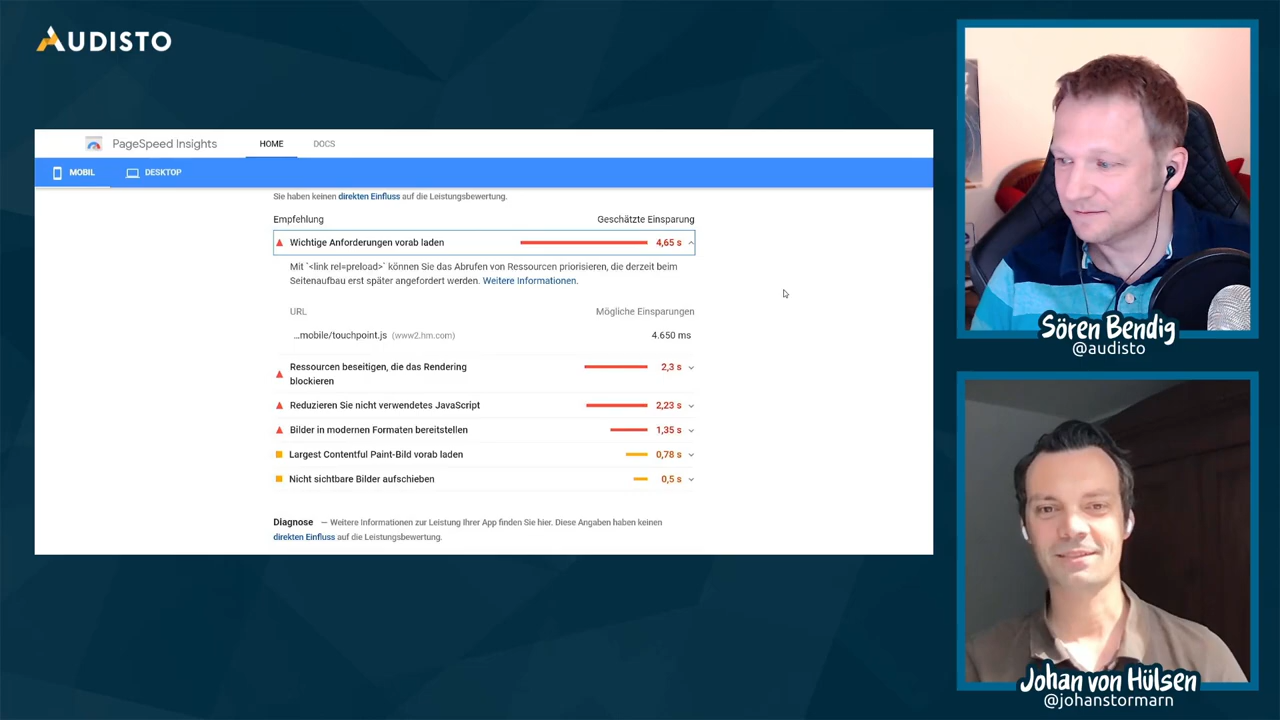 AUDISTO
PageSpeed Insights
HOME
DOCS
MOBIL
DESKTOP
Sie haben keinen direkten Einfluss auf die Leistungsbewertung.
Empfehlung
Geschätzte Einsparung
Wichtige Anforderungen vorab laden
4,65 s
Mit `<link rel=preload>` können Sie das Abrufen von Ressourcen priorisieren, die derzeit beim
Seitenaufbau erst später angefordert werden. Weitere Informationen.
URL
Mögliche Einsparungen
…mobile/touchpoint.js (www2.hm.com)
4.650 ms
Ressourcen beseitigen, die das Rendering
blockieren
2,3 s
Reduzieren Sie nicht verwendetes JavaScript
2,23 s
Bilder in modernen Formaten bereitstellen
1,35 s
Largest Contentful Paint-Bild vorab laden
0,78 s
Nicht sichtbare Bilder aufschieben
0,5 s
Diagnose — Weitere Informationen zur Leistung Ihrer App finden Sie hier. Diese Angaben haben keinen
direkten Einfluss auf die Leistungsbewertung.
Sören Bendig
@audisto
Johan von Hülsen
@johanstormarn